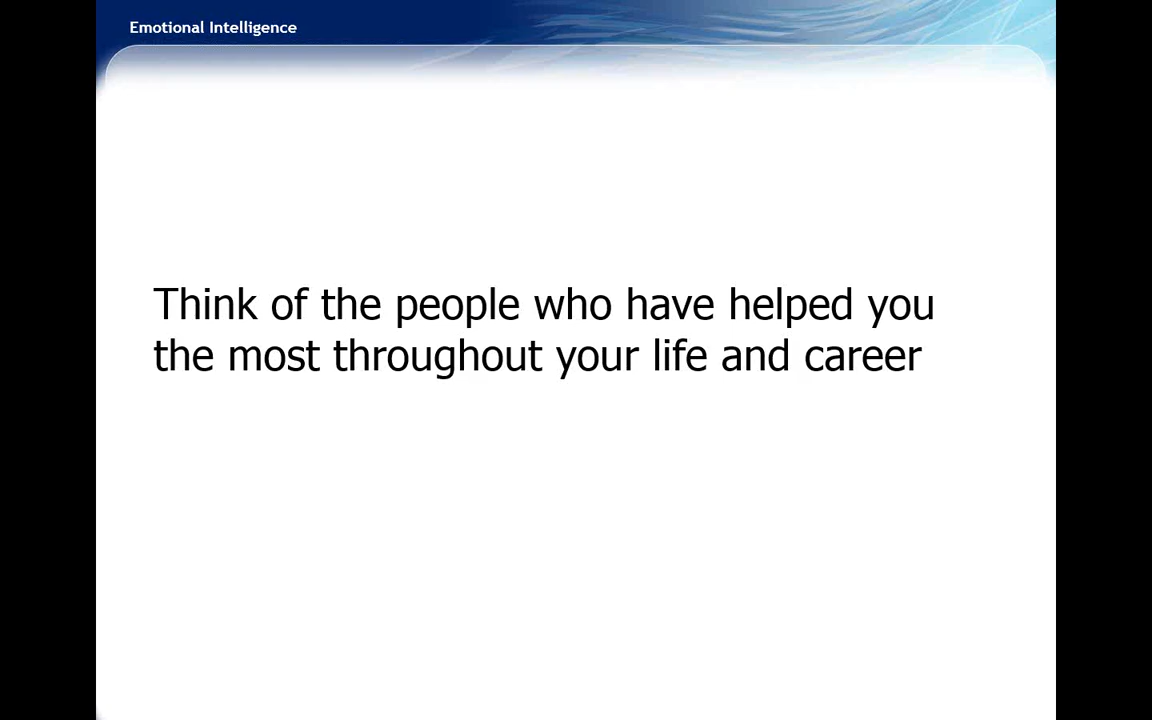 Emotional Intelligence
Think of the people who have helped you
the most throughout your life and career